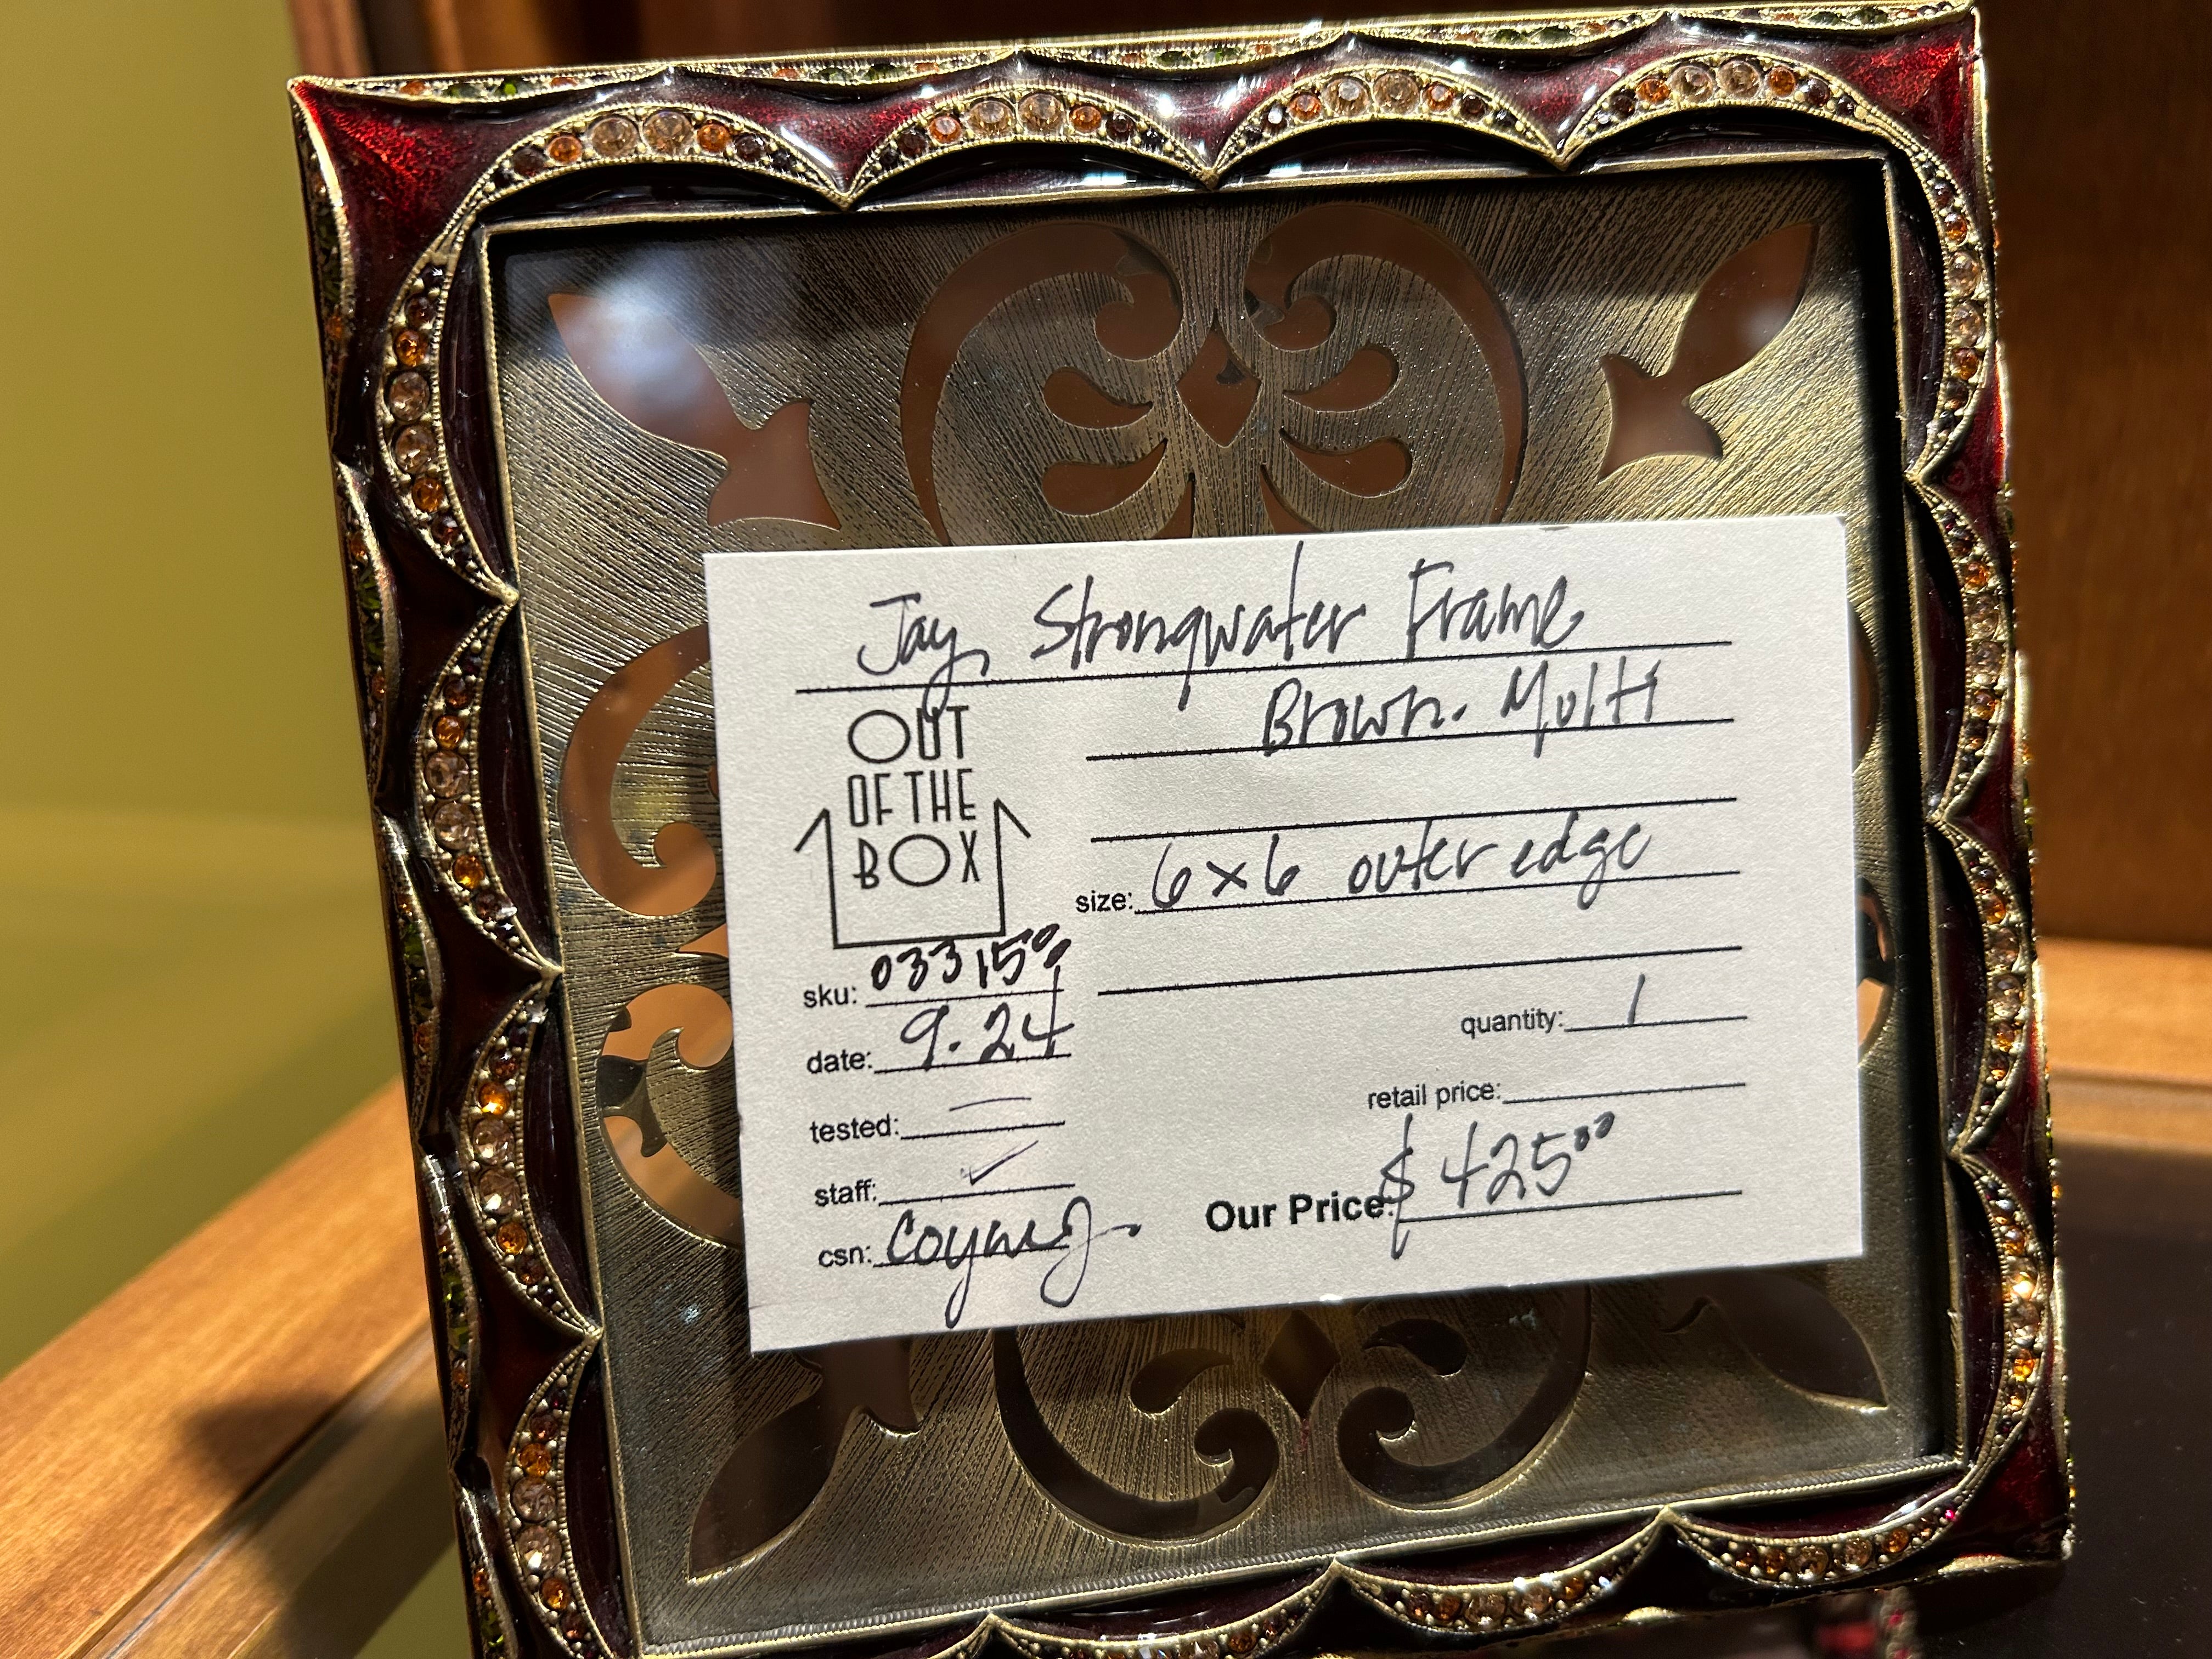 Jay Strongwater Frame
Brown. Multi
OUT
OF THE
BOX
size: 6x6 outer edge
sku:
date: 9.24
quantity: 1
tested: —
retail price:
staff: ✓
Our Price: $425.00
csn: